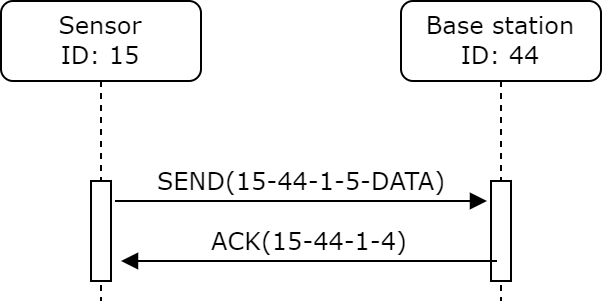 Sensor
ID: 15
Base station
ID: 44
SEND(15-44-1-5-DATA)
ACK(15-44-1-4)